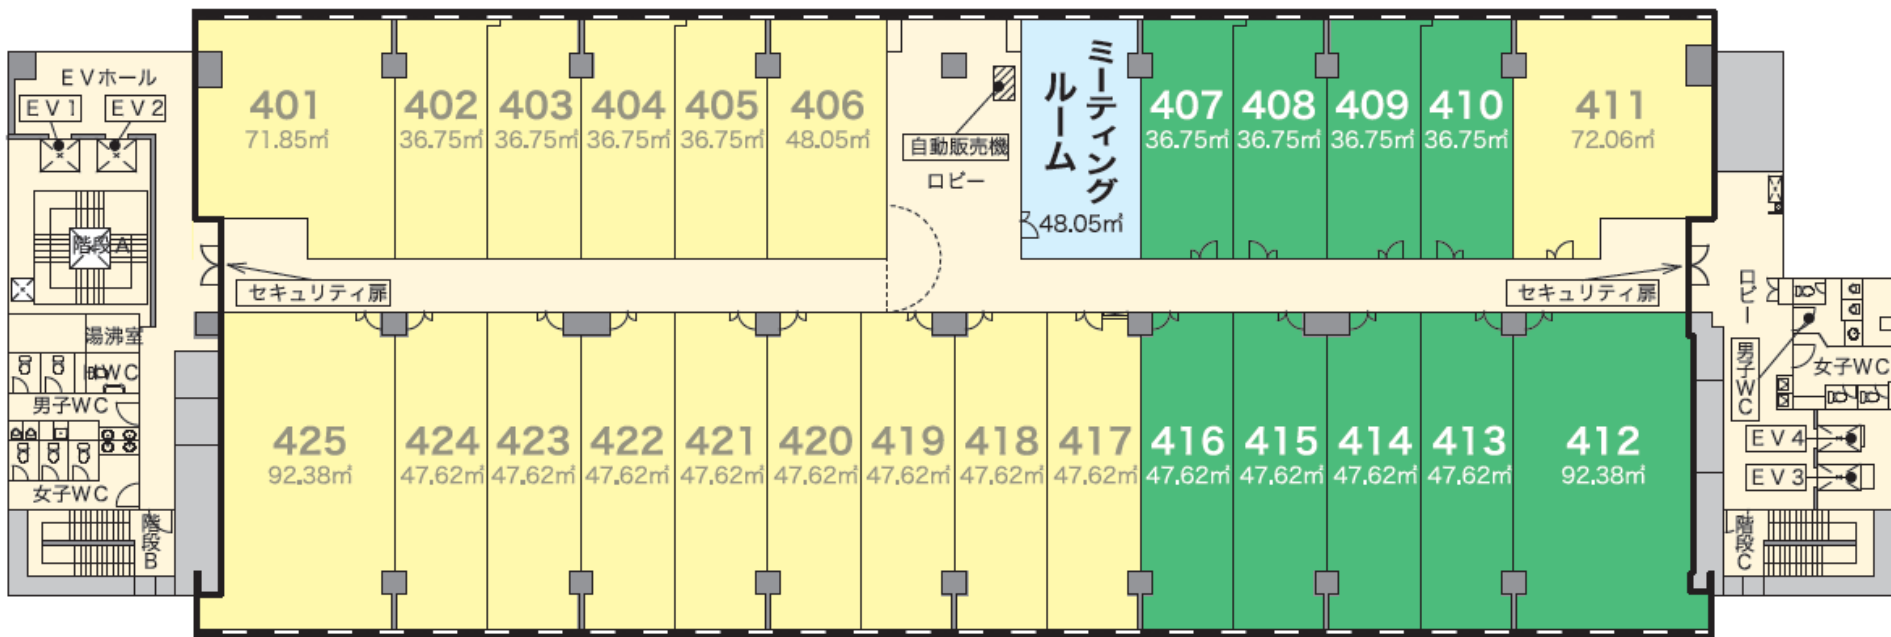 EVホール
EV1
EV2
階段A
湯沸室
HWC
男子WC
女子WC
階段B
401
71.85㎡
402
36.75㎡
403
36.75㎡
404
36.75㎡
405
36.75㎡
406
48.05㎡
自動販売機
ロビー
ミーティング
ルーム
48.05㎡
407
36.75㎡
408
36.75㎡
409
36.75㎡
410
36.75㎡
411
72.06㎡
セキュリティ扉
セキュリティ扉
425
92.38㎡
424
47.62㎡
423
47.62㎡
422
47.62㎡
421
47.62㎡
420
47.62㎡
419
47.62㎡
418
47.62㎡
417
47.62㎡
416
47.62㎡
415
47.62㎡
414
47.62㎡
413
47.62㎡
412
92.38㎡
ロビー
男子WC
女子WC
EV4
EV3
階段C